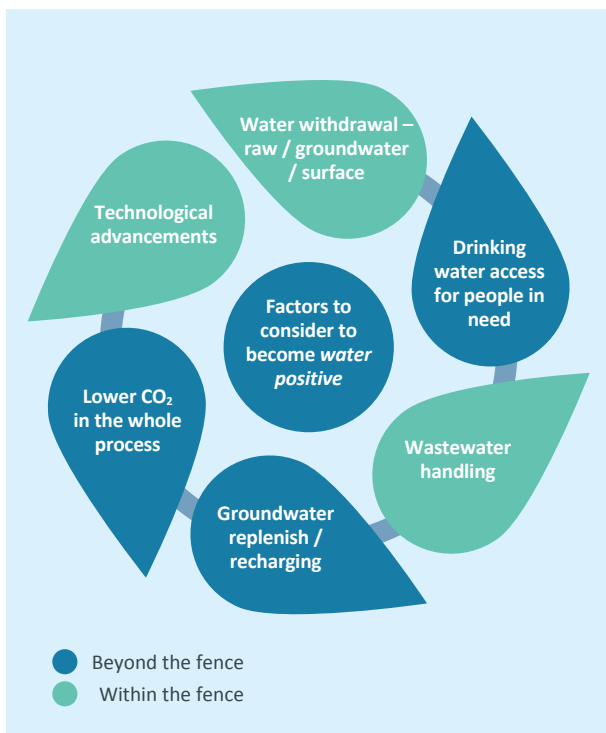 Water withdrawal –
raw / groundwater
/ surface
Technological
advancements
Drinking
water access
for people in
need
Factors to
consider to
become water
positive
Lower CO₂
in the whole
process
Wastewater
handling
Groundwater
replenish /
recharging
Beyond the fence
Within the fence